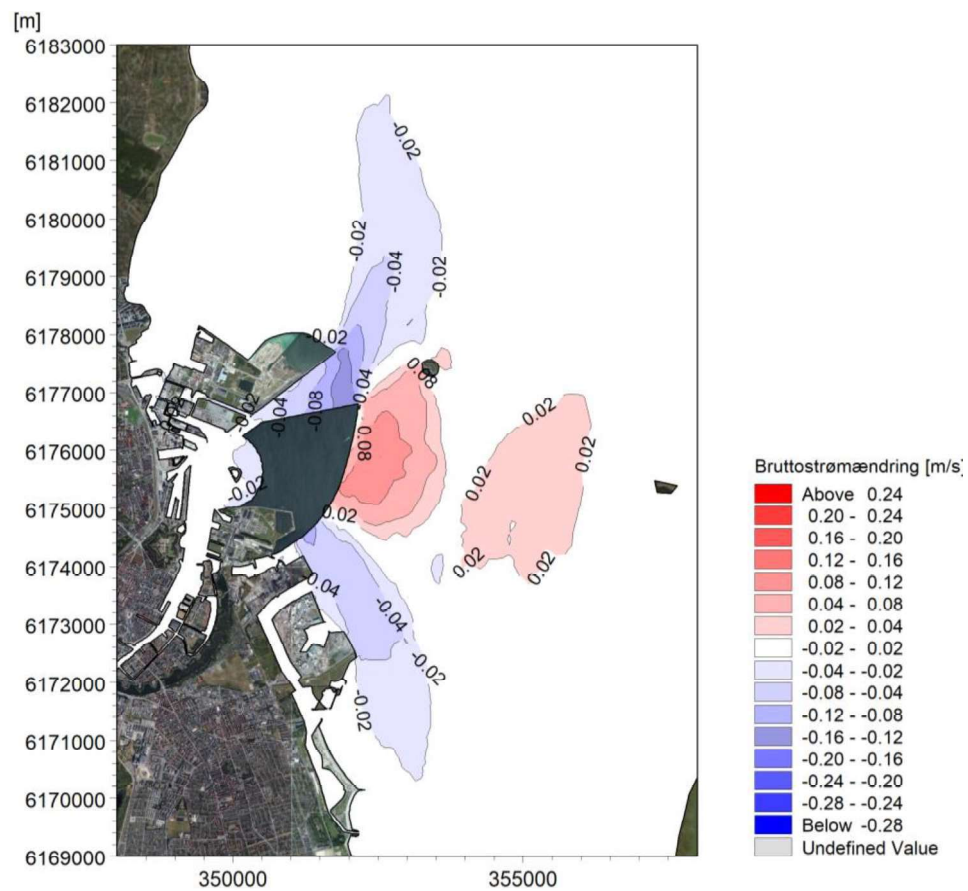 [m]
6183000
6182000
6181000
6180000
6179000
6178000
6177000
6176000
6175000
6174000
6173000
6172000
6171000
6170000
6169000
350000
355000
-0.02
-0.02
-0.02
-0.04
-0.02
-0.04
-0.08
0.04
-0.02
0.08
0.08
-0.02
0.02
0.02
0.02
0.02
0.02
0.02
-0.04
-0.04
-0.02
-0.02
Bruttostrømændring [m/s]
Above 0.24
0.20 - 0.24
0.16 - 0.20
0.12 - 0.16
0.08 - 0.12
0.04 - 0.08
0.02 - 0.04
-0.02 - 0.02
-0.04 - -0.02
-0.08 - -0.04
-0.12 - -0.08
-0.16 - -0.12
-0.20 - -0.16
-0.24 - -0.20
-0.28 - -0.24
Below -0.28
Undefined Value